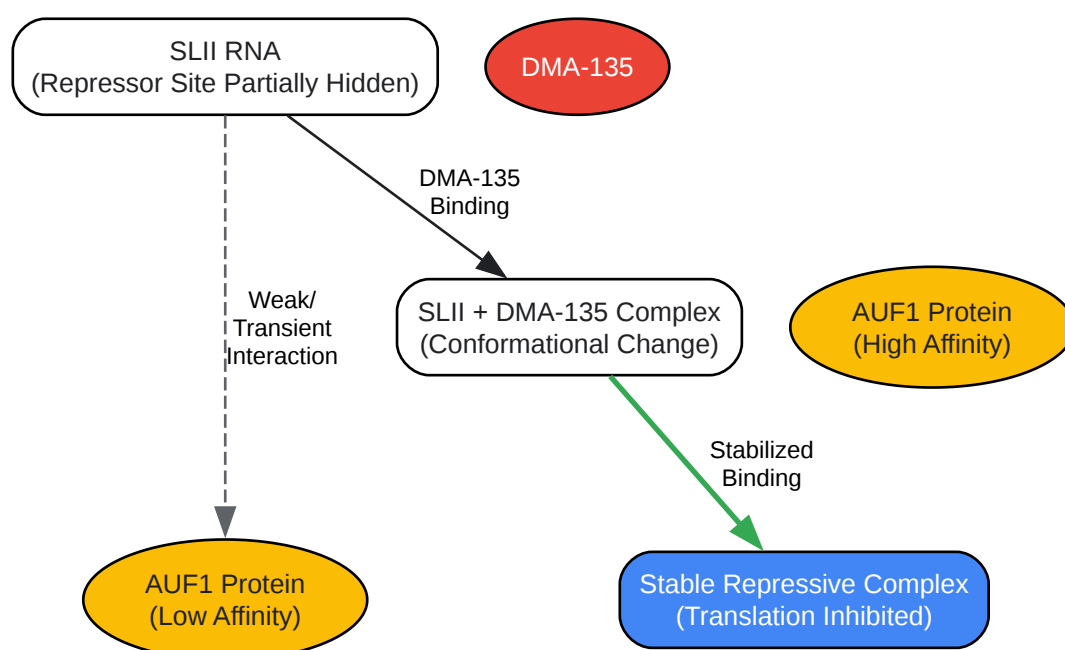 SLII RNA
(Repressor Site Partially Hidden)
DMA-135
DMA-135
Binding
Weak/
Transient
Interaction
SLII + DMA-135 Complex
(Conformational Change)
AUF1 Protein
(High Affinity)
Stabilized
Binding
AUF1 Protein
(Low Affinity)
Stable Repressive Complex
(Translation Inhibited)